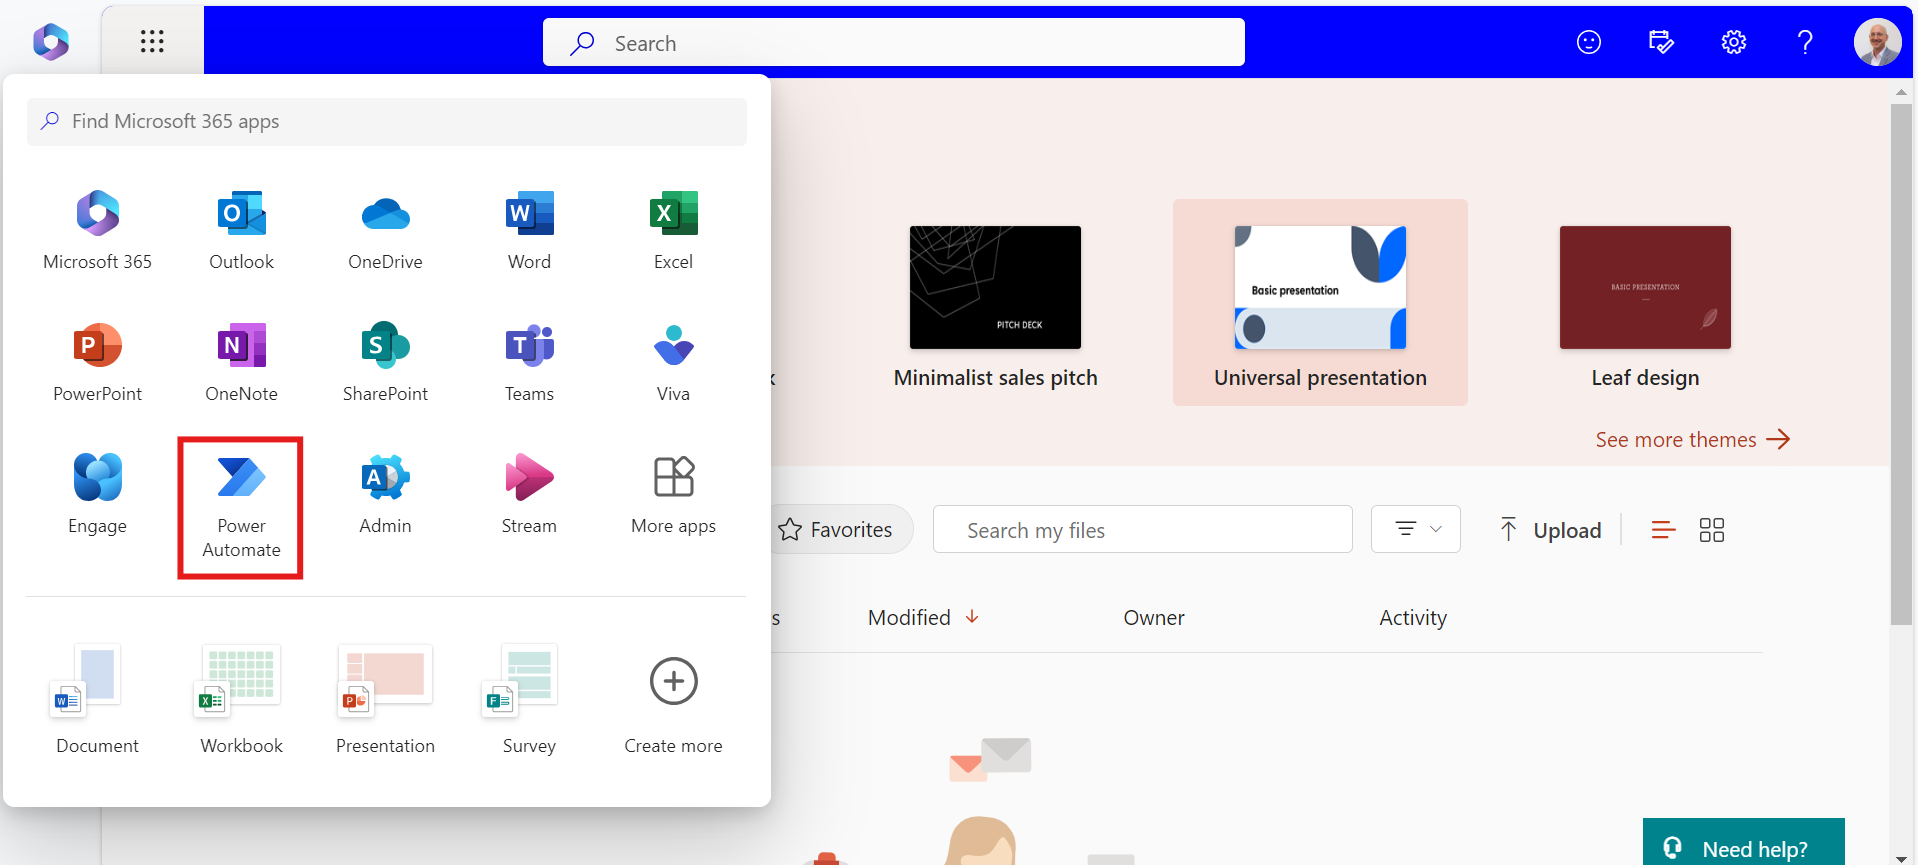 Search
Find Microsoft 365 apps
Microsoft 365
Outlook
OneDrive
Word
Excel
PowerPoint
OneNote
SharePoint
Teams
Viva
Engage
Power
Automate
Admin
Stream
More apps
Document
Workbook
Presentation
Survey
Create more
PITCH DECK
Basic presentation
BASIC PRESENTATION
k
Minimalist sales pitch
Universal presentation
Leaf design
See more themes
Favorites
Search my files
Upload
s
Modified
Owner
Activity
Need help?